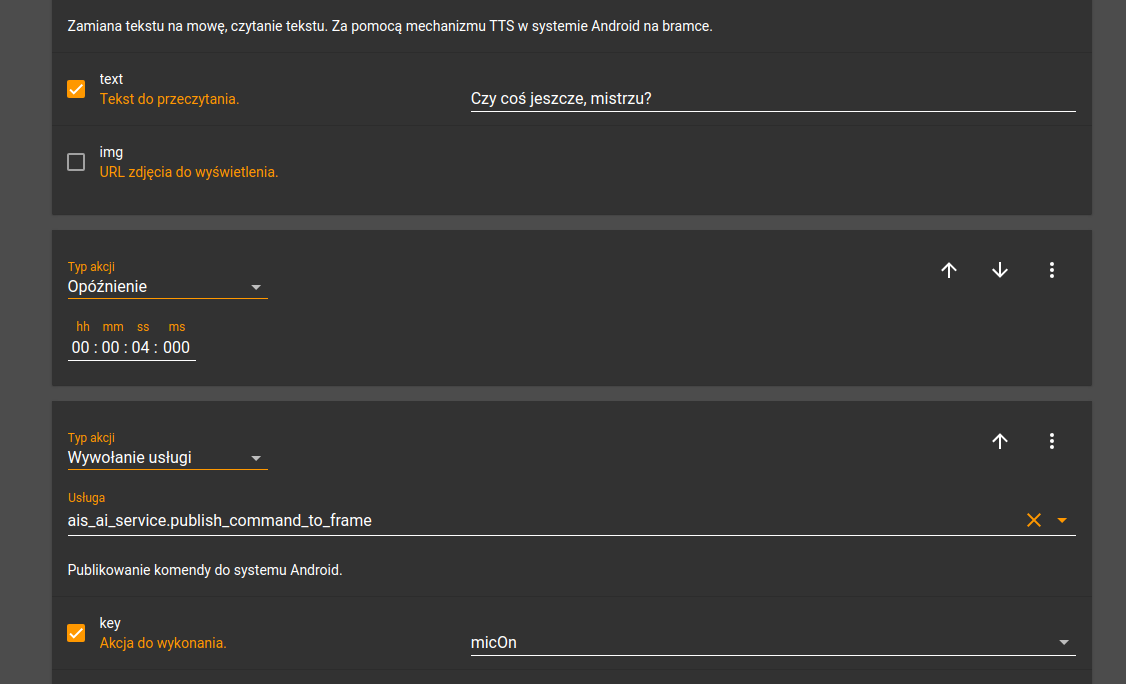 Zamiana tekstu na mowę, czytanie tekstu. Za pomocą mechanizmu TTS w systemie Android na bramce.
text
Tekst do przeczytania.
Czy coś jeszcze, mistrzu?
img
URL zdjęcia do wyświetlenia.
Typ akcji
Opóźnienie
hh mm ss ms
00 : 00 : 04 : 000
Typ akcji
Wywołanie usługi
Usługa
ais_ai_service.publish_command_to_frame
Publikowanie komendy do systemu Android.
key
Akcja do wykonania.
micOn